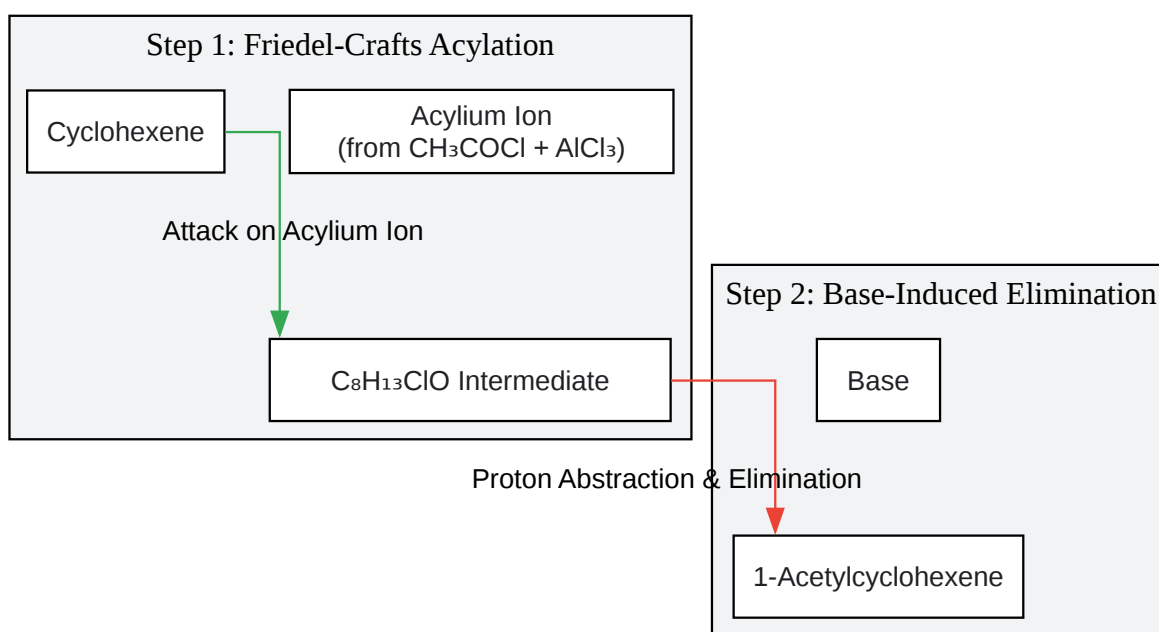 Step 1: Friedel-Crafts Acylation
Cyclohexene
Acylium Ion
(from CH₃COCl + AlCl₃)
Attack on Acylium Ion
C₈H₁₃ClO Intermediate
Step 2: Base-Induced Elimination
Base
Proton Abstraction & Elimination
1-Acetylcyclohexene